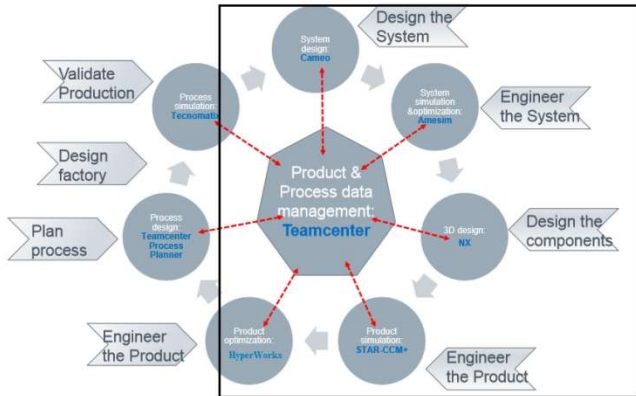 Design the
System
System
design:
Cameo
Validate
Production
Process
simulation:
Tecnomatix
System
simulation
&optimization:
Amesim
Engineer
the System
Design
factory
Product &
Process data
management:
Teamcenter
Plan
process
Process
design:
Teamcenter
Process
Planner
3D design:
NX
Design the
components
Product
optimization:
HyperWorks
Product
simulation:
STAR-CCM+
Engineer
the Product
Engineer
the Product